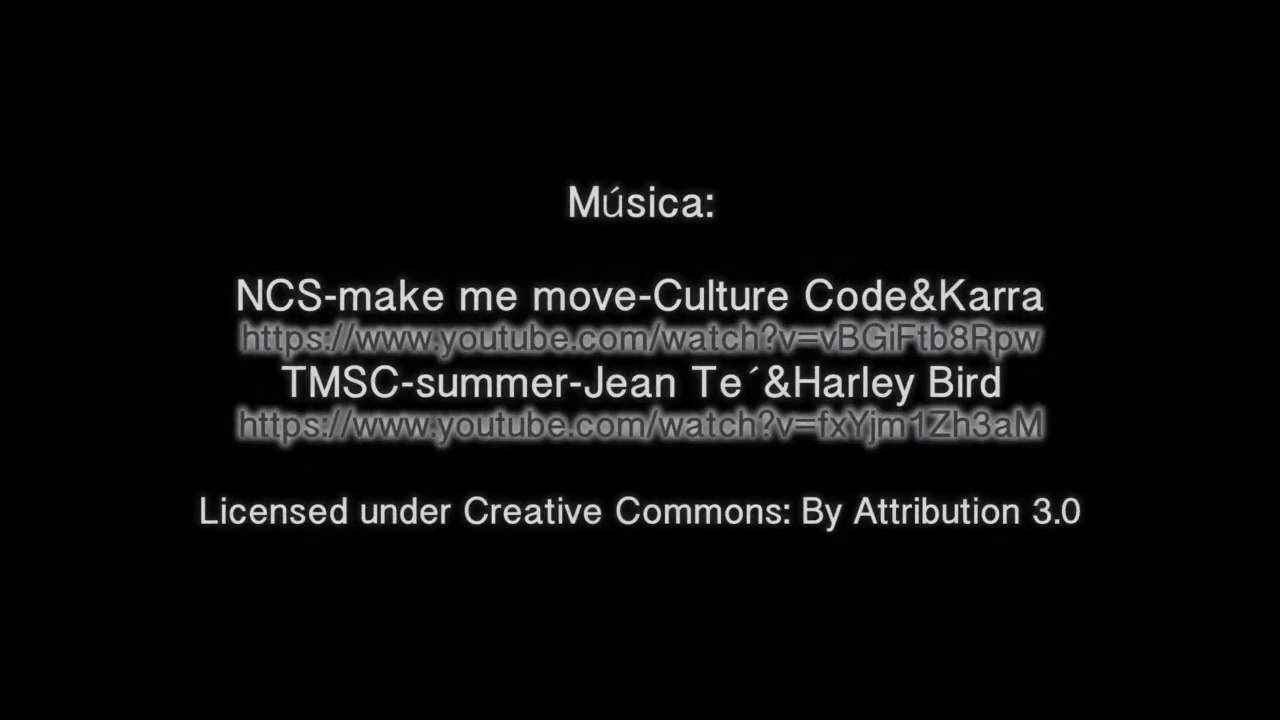 Música:
NCS-make me move-Culture Code&Karra
https://www.youtube.com/watch?v=vBGiFtb8Rpw
TMSC-summer-Jean Te´&Harley Bird
https://www.youtube.com/watch?v=fxYjm1Zh3aM
Licensed under Creative Commons: By Attribution 3.0